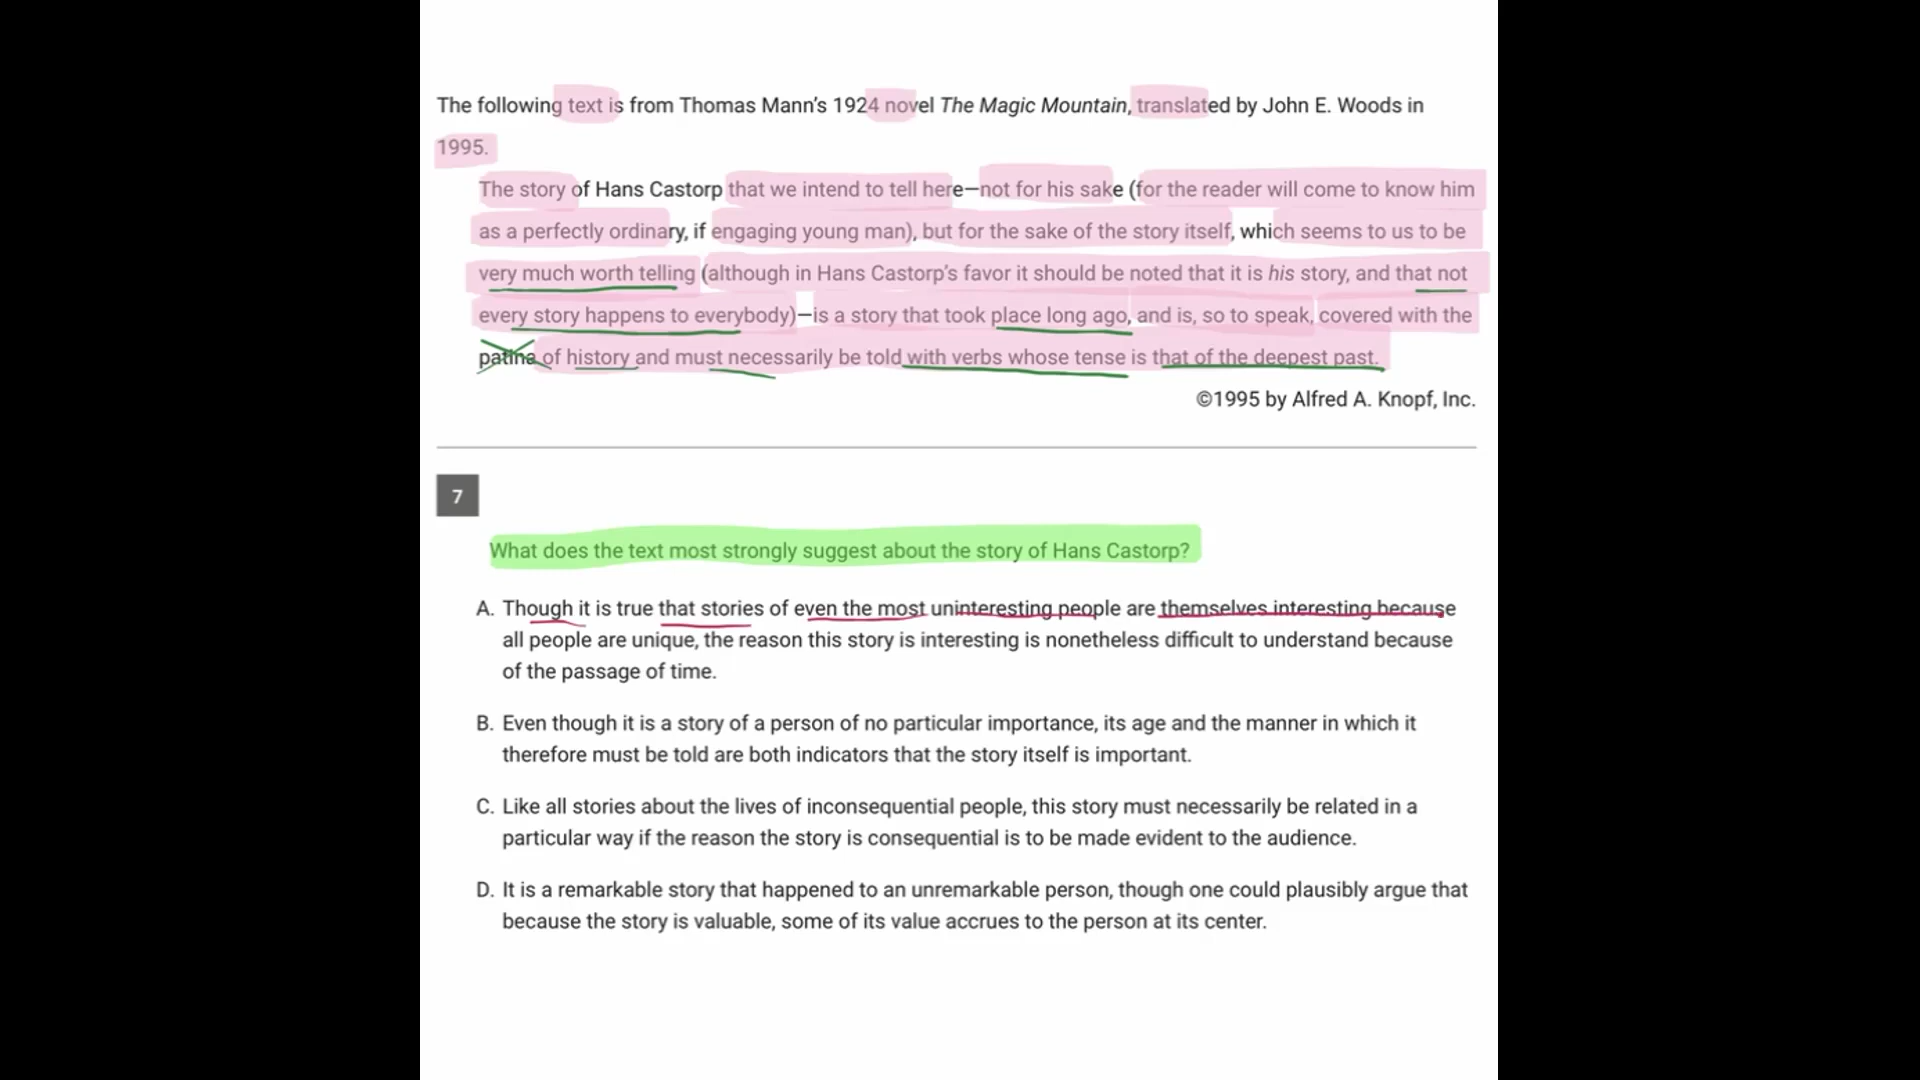 The following text is from Thomas Mann's 1924 novel The Magic Mountain, translated by John E. Woods in
1995.
The story of Hans Castorp that we intend to tell here—not for his sake (for the reader will come to know him
as a perfectly ordinary, if engaging young man), but for the sake of the story itself, which seems to us to be
very much worth telling (although in Hans Castorp's favor it should be noted that it is his story, and that not
every story happens to everybody)—is a story that took place long ago, and is, so to speak, covered with the
patina of history and must necessarily be told with verbs whose tense is that of the deepest past.
©1995 by Alfred A. Knopf, Inc.
7
What does the text most strongly suggest about the story of Hans Castorp?
A. Though it is true that stories of even the most uninteresting people are themselves interesting because
all people are unique, the reason this story is interesting is nonetheless difficult to understand because
of the passage of time.
B. Even though it is a story of a person of no particular importance, its age and the manner in which it
therefore must be told are both indicators that the story itself is important.
C. Like all stories about the lives of inconsequential people, this story must necessarily be related in a
particular way if the reason the story is consequential is to be made evident to the audience.
D. It is a remarkable story that happened to an unremarkable person, though one could plausibly argue that
because the story is valuable, some of its value accrues to the person at its center.